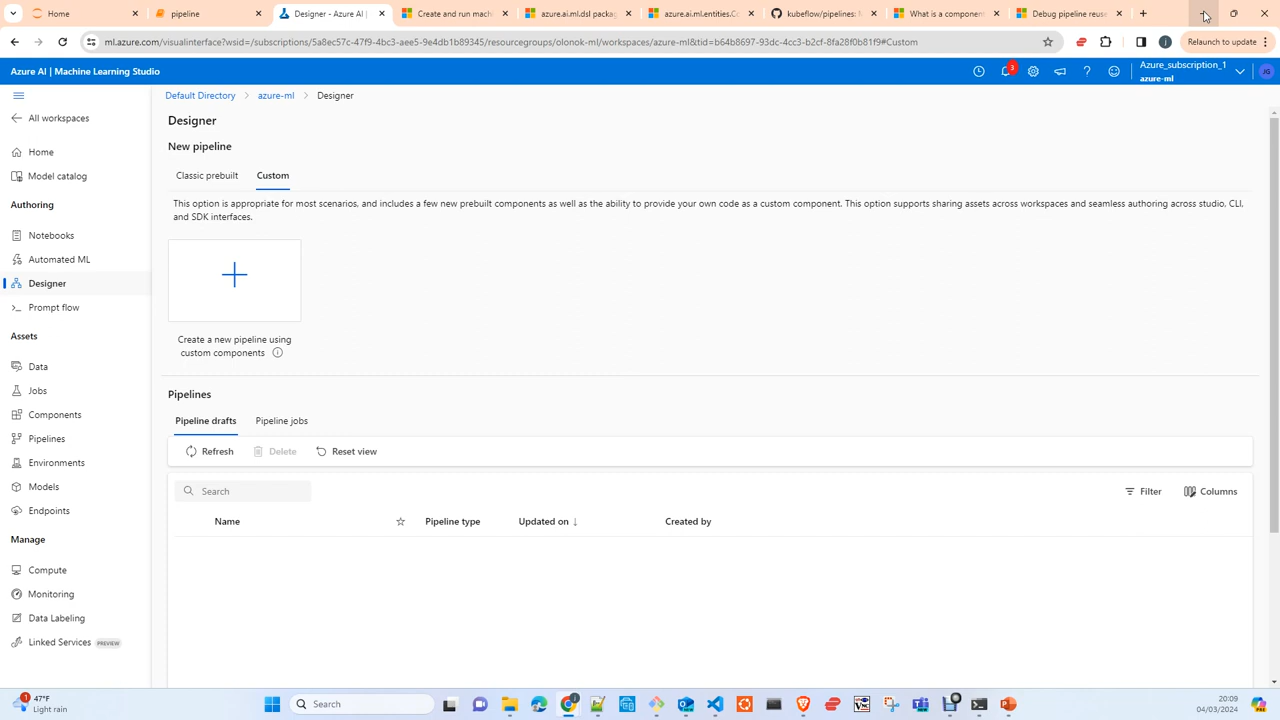 Home
pipeline
Designer - Azure AI |
Create and run mach
azure.ai.ml.dsl packag
azure.ai.ml.entities.Co
kubeflow/pipelines: M
What is a component
Debug pipeline reuse
ml.azure.com/visualinterface?wsid=/subscriptions/5a8ec57c-47f3-4bc3-aee5-9e4db1b89345/resourcegroups/olonok-ml/workspaces/azure-ml&tid=b64b8697-93dc-4cc3-b2cf-8fa28f0b81f9#Custom
Relaunch to update
Azure AI | Machine Learning Studio
3
Azure_subscription_1
azure-ml
JG
All workspaces
Home
Model catalog
Authoring
Notebooks
Automated ML
Designer
Prompt flow
Assets
Data
Jobs
Components
Pipelines
Environments
Models
Endpoints
Manage
Compute
Monitoring
Data Labeling
Linked Services PREVIEW
Default Directory > azure-ml > Designer
Designer
New pipeline
Classic prebuilt Custom
This option is appropriate for most scenarios, and includes a few new prebuilt components as well as the ability to provide your own code as a custom component. This option supports sharing assets across workspaces and seamless authoring across studio, CLI,
and SDK interfaces.
Create a new pipeline using
custom components
Pipelines
Pipeline drafts Pipeline jobs
Refresh Delete Reset view
Search Filter Columns
Name Pipeline type Updated on ↓ Created by
1
47°F
Light rain
Search
20:09
04/03/2024